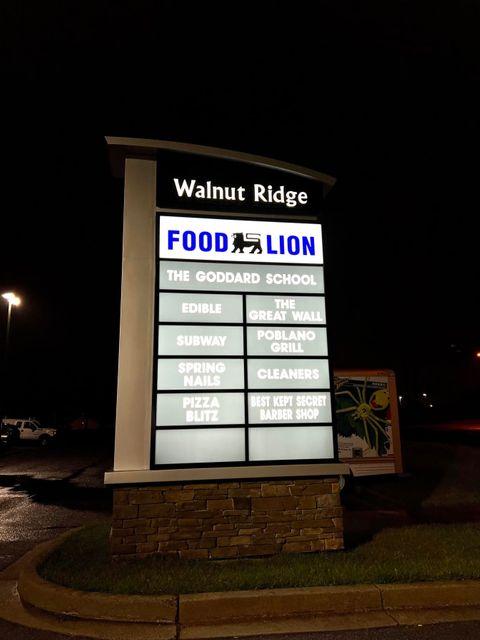 Walnut Ridge
FOOD LION
THE GODDARD SCHOOL
EDIBLE
THE
GREAT WALL
SUBWAY
POBLANO
GRILL
SPRING
NAILS
CLEANERS
PIZZA
BLITZ
BEST KEPT SECRET
BARBER SHOP